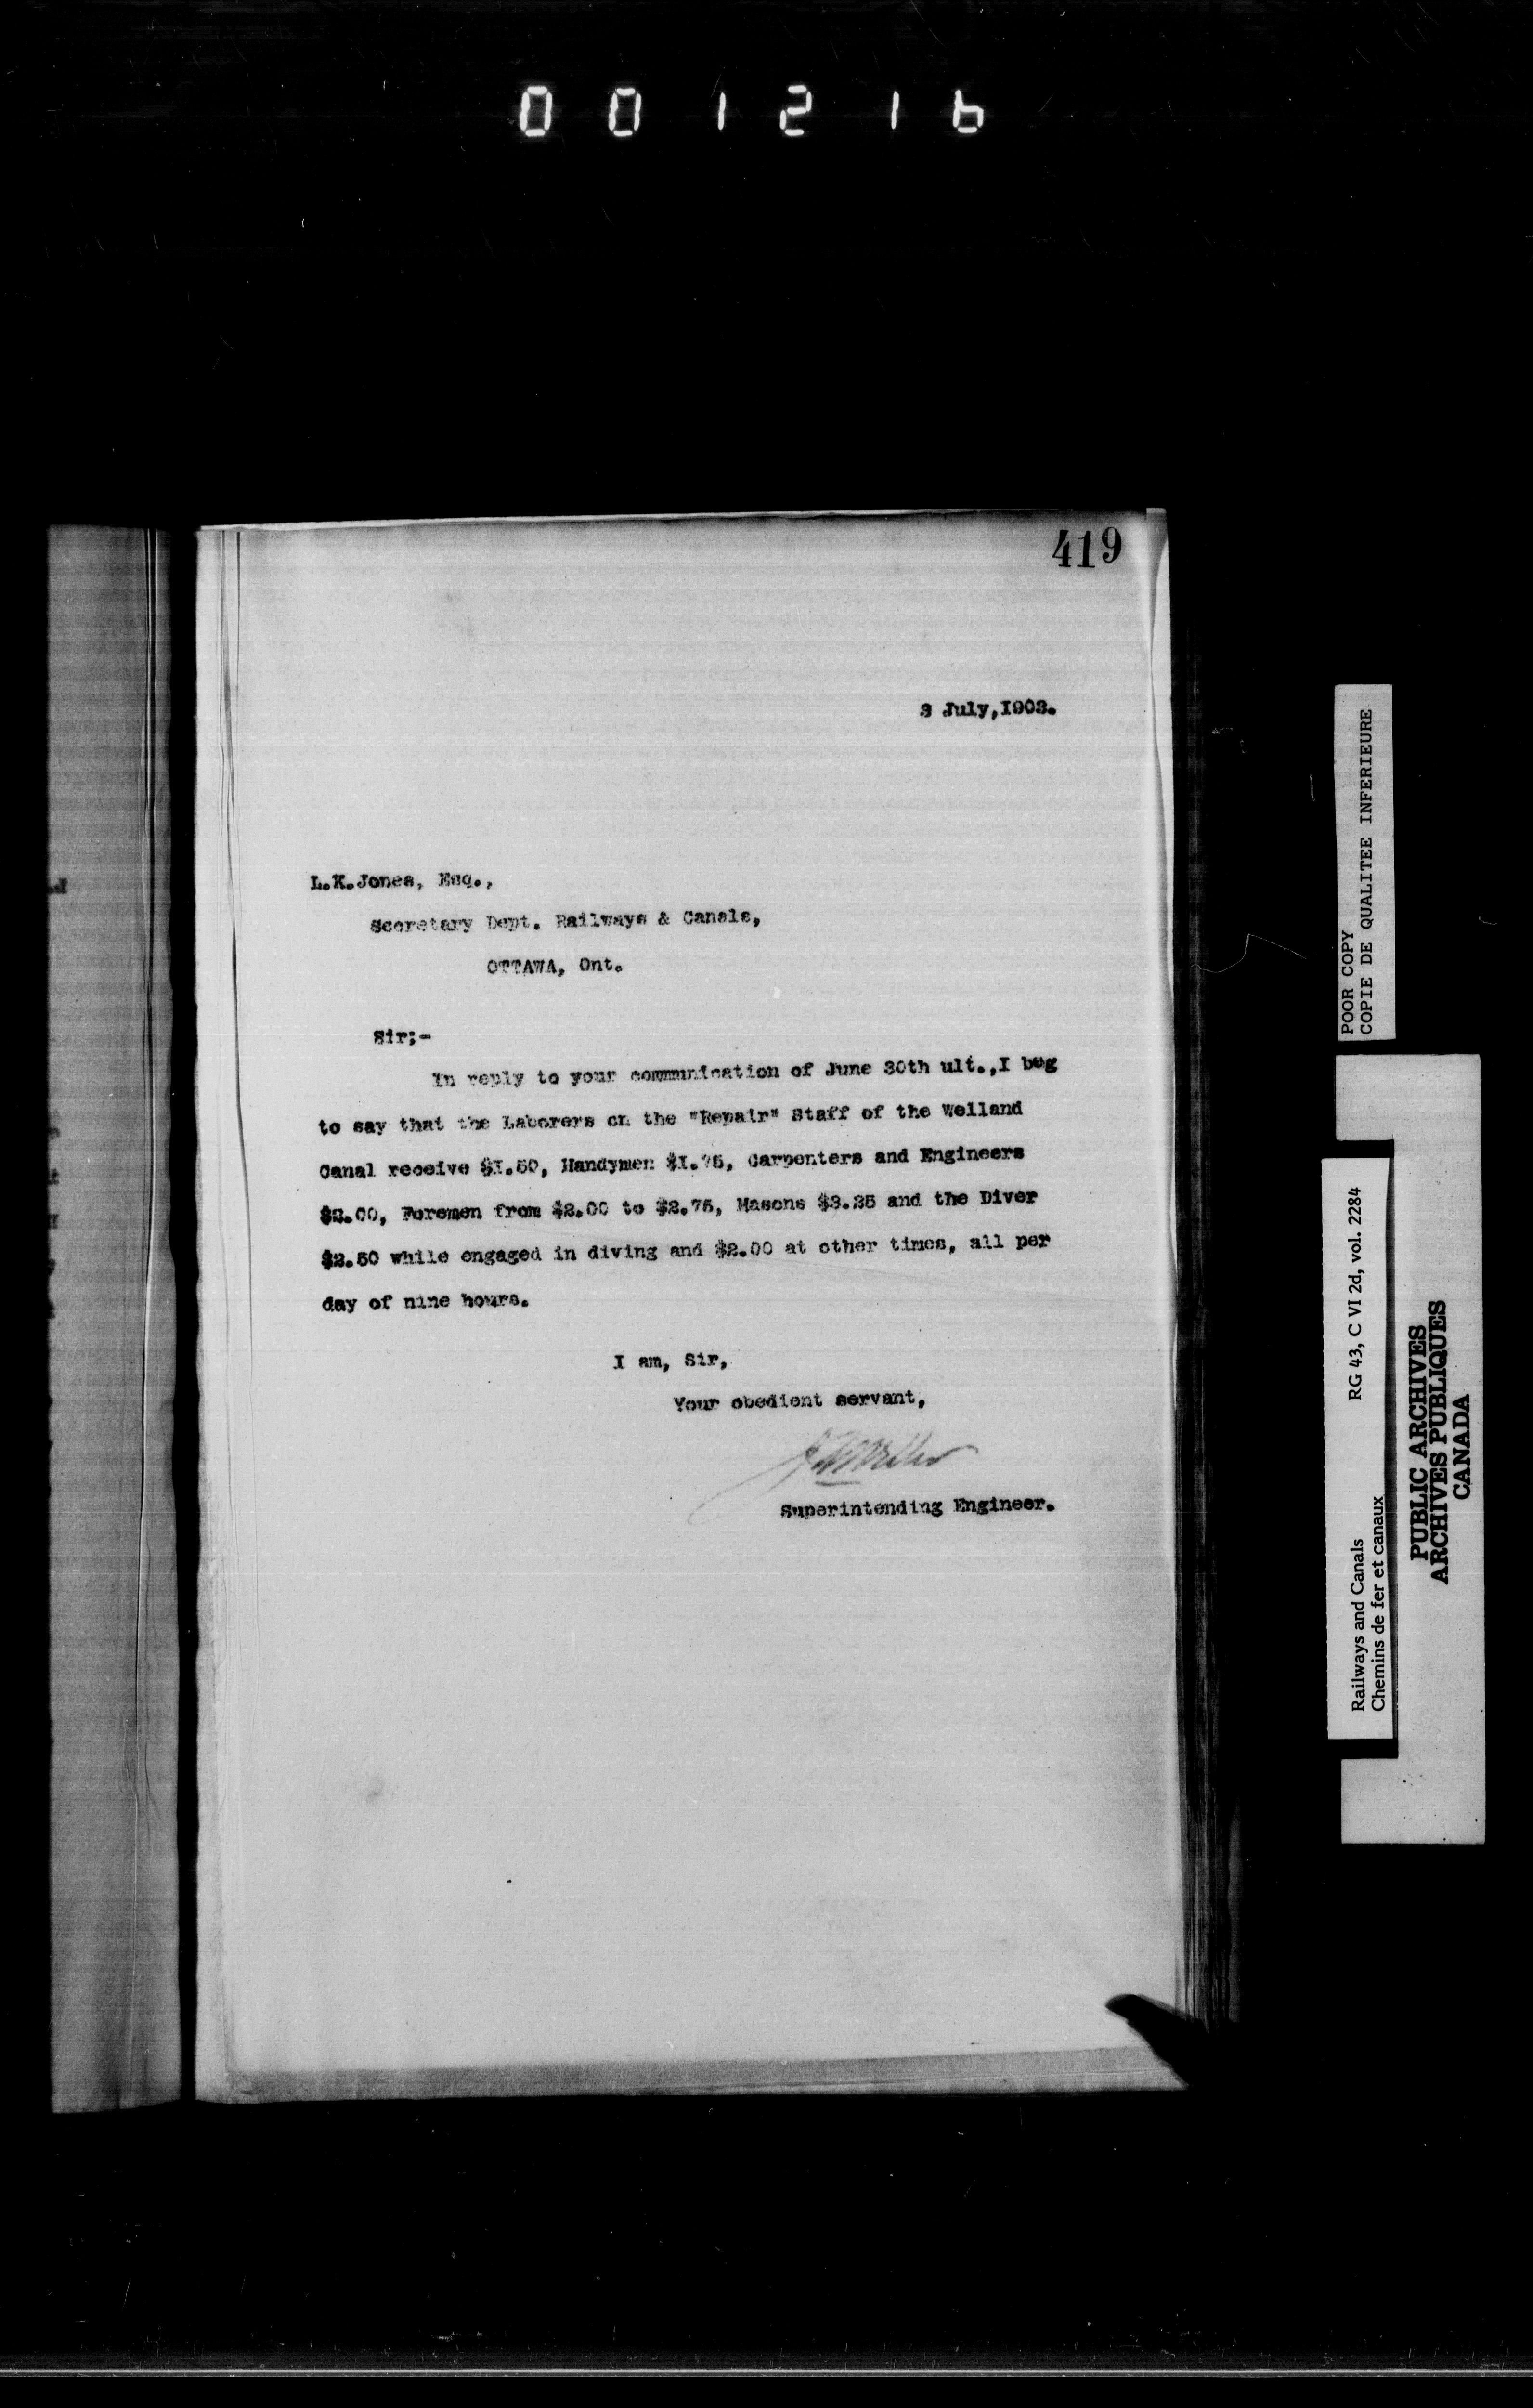 001216
419
3 July,I903.
L.K.Jones, Esq.,
Secretary Dept. Railways & Canals,
OTTAWA, Ont.
Sir;-
In reply to your communication of June 30th ult.,I beg
to say that the Laborers on the "Repair" Staff of the Welland
Canal receive $I.50, Handymen $I.75, Carpenters and Engineers
$2.00, Foremen from $2.00 to $2.75, Masons $3.25 and the Diver
$2.50 while engaged in diving and $2.00 at other times, all per
day of nine hours.
I am, Sir,
Your obedient servant,
Superintending Engineer.
POOR COPY
COPIE DE QUALITEE INFERIEURE
Railways and Canals RG 43, C VI 2d, vol. 2284
Chemins de fer et canaux
PUBLIC ARCHIVES
ARCHIVES PUBLIQUES
CANADA